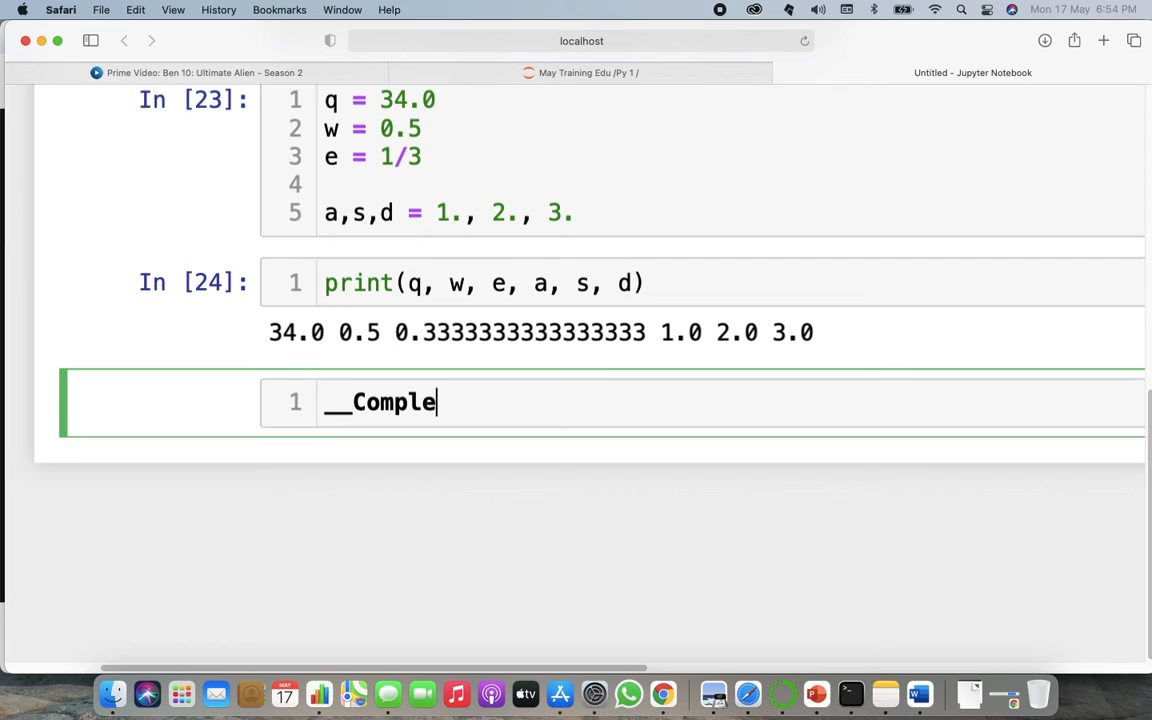 Safari File Edit View History Bookmarks Window Help Mon 17 May 6:54 PM
localhost
Prime Video: Ben 10: Ultimate Alien - Season 2 May Training Edu /Py 1 / Untitled - Jupyter Notebook
In [23]: 1 q = 34.0
2 w = 0.5
3 e = 1/3
4
5 a,s,d = 1., 2., 3.
In [24]: 1 print(q, w, e, a, s, d)
34.0 0.5 0.3333333333333333 1.0 2.0 3.0
1 __Comple
MAY
17 tv